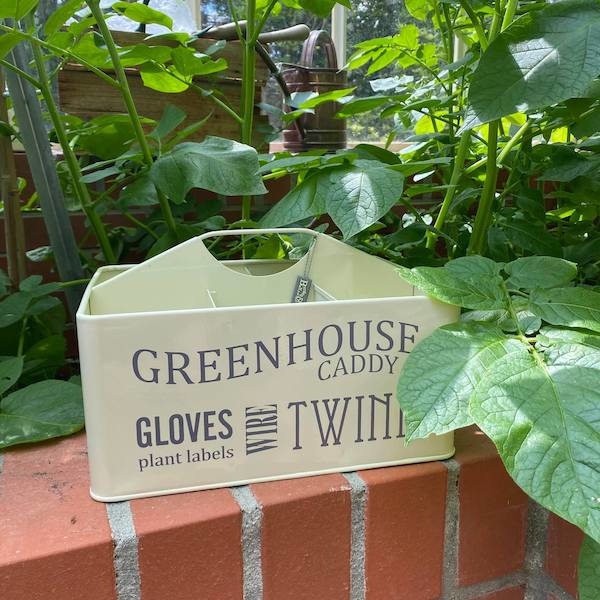 GREENHOUSE
CADDY
GLOVES
plant labels
WIRE
TWIN